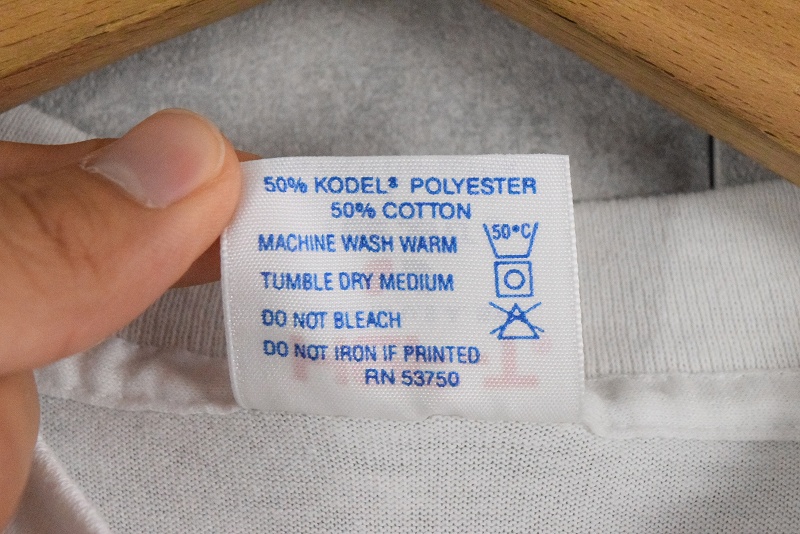 50% KODEL® POLYESTER
50% COTTON
MACHINE WASH WARM
50°C
TUMBLE DRY MEDIUM
DO NOT BLEACH
DO NOT IRON IF PRINTED
RN 53750